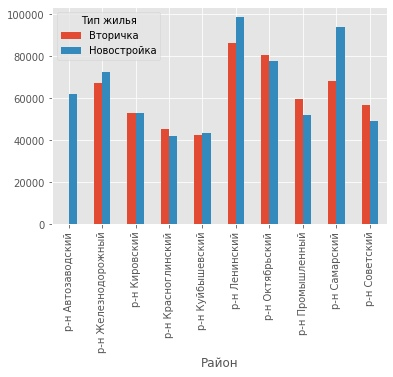 Тип жилья
Вторичка
Новостройка
100000
80000
60000
40000
20000
0
р-н Автозаводский
р-н Железнодорожный
р-н Кировский
р-н Красноглинский
р-н Куйбышевский
р-н Ленинский
р-н Октябрьский
р-н Промышленный
р-н Самарский
р-н Советский
Район